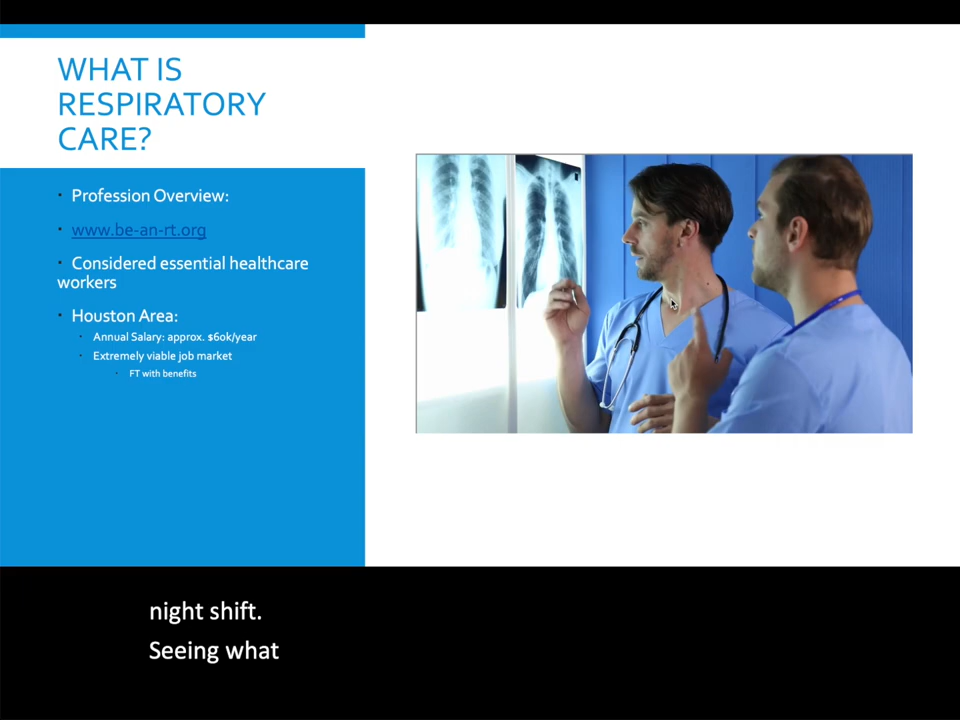 WHAT IS
RESPIRATORY
CARE?
· Profession Overview:
· www.be-an-rt.org
· Considered essential healthcare
workers
· Houston Area:
· Annual Salary: approx. $60k/year
· Extremely viable job market
· FT with benefits
night shift.
Seeing what